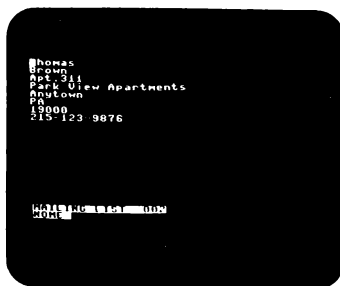 Thomas
Brown
Apt.311
Park View Apartments
Anytown
PA
19000
215-123-9876
MAILING LIST 002
HOME